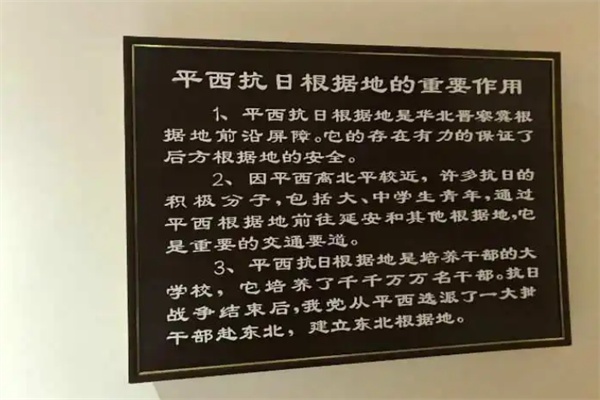 平西抗日根据地的重要作用
1、平西抗日根据地是华北晋察冀根
据地前沿屏障。它的存在有力的保证了
后方根据地的安全。
2、因平西离北平较近，许多抗日的
积极分子，包括大、中学生青年，通过
平西根据地前往延安和其他根据地，它
是重要的交通要道。
3、平西抗日根据地是培养干部的大
学校，它培养了千千万万名干部。抗日
战争结束后，我党从平西选派了一大批
干部赴东北，建立东北根据地。